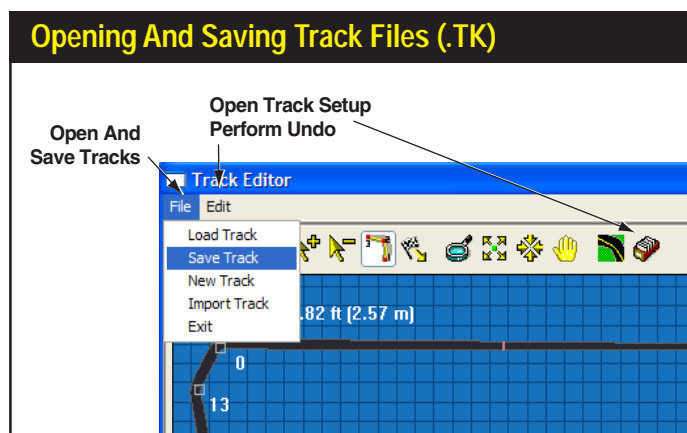 Opening And Saving Track Files (.TK)
Open Track Setup
Perform Undo
Open And
Save Tracks
Track Editor
File Edit
Load Track
Save Track
New Track
Import Track
Exit
.82 ft (2.57 m)
0
13